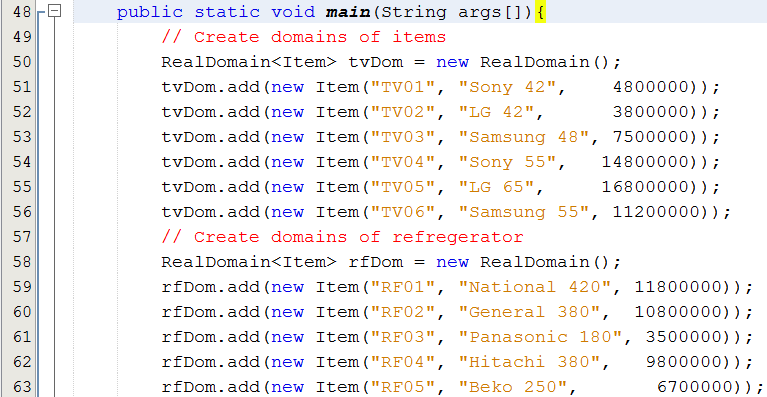 48 public static void main(String args[]){
49 // Create domains of items
50 RealDomain<Item> tvDom = new RealDomain();
51 tvDom.add(new Item("TV01", "Sony 42",    4800000));
52 tvDom.add(new Item("TV02", "LG 42",      3800000));
53 tvDom.add(new Item("TV03", "Samsung 48", 7500000));
54 tvDom.add(new Item("TV04", "Sony 55",   14800000));
55 tvDom.add(new Item("TV05", "LG 65",     16800000));
56 tvDom.add(new Item("TV06", "Samsung 55", 11200000));
57 // Create domains of refregerator
58 RealDomain<Item> rfDom = new RealDomain();
59 rfDom.add(new Item("RF01", "National 420", 11800000));
60 rfDom.add(new Item("RF02", "General 380",  10800000));
61 rfDom.add(new Item("RF03", "Panasonic 180", 3500000));
62 rfDom.add(new Item("RF04", "Hitachi 380",   9800000));
63 rfDom.add(new Item("RF05", "Beko 250",       6700000));